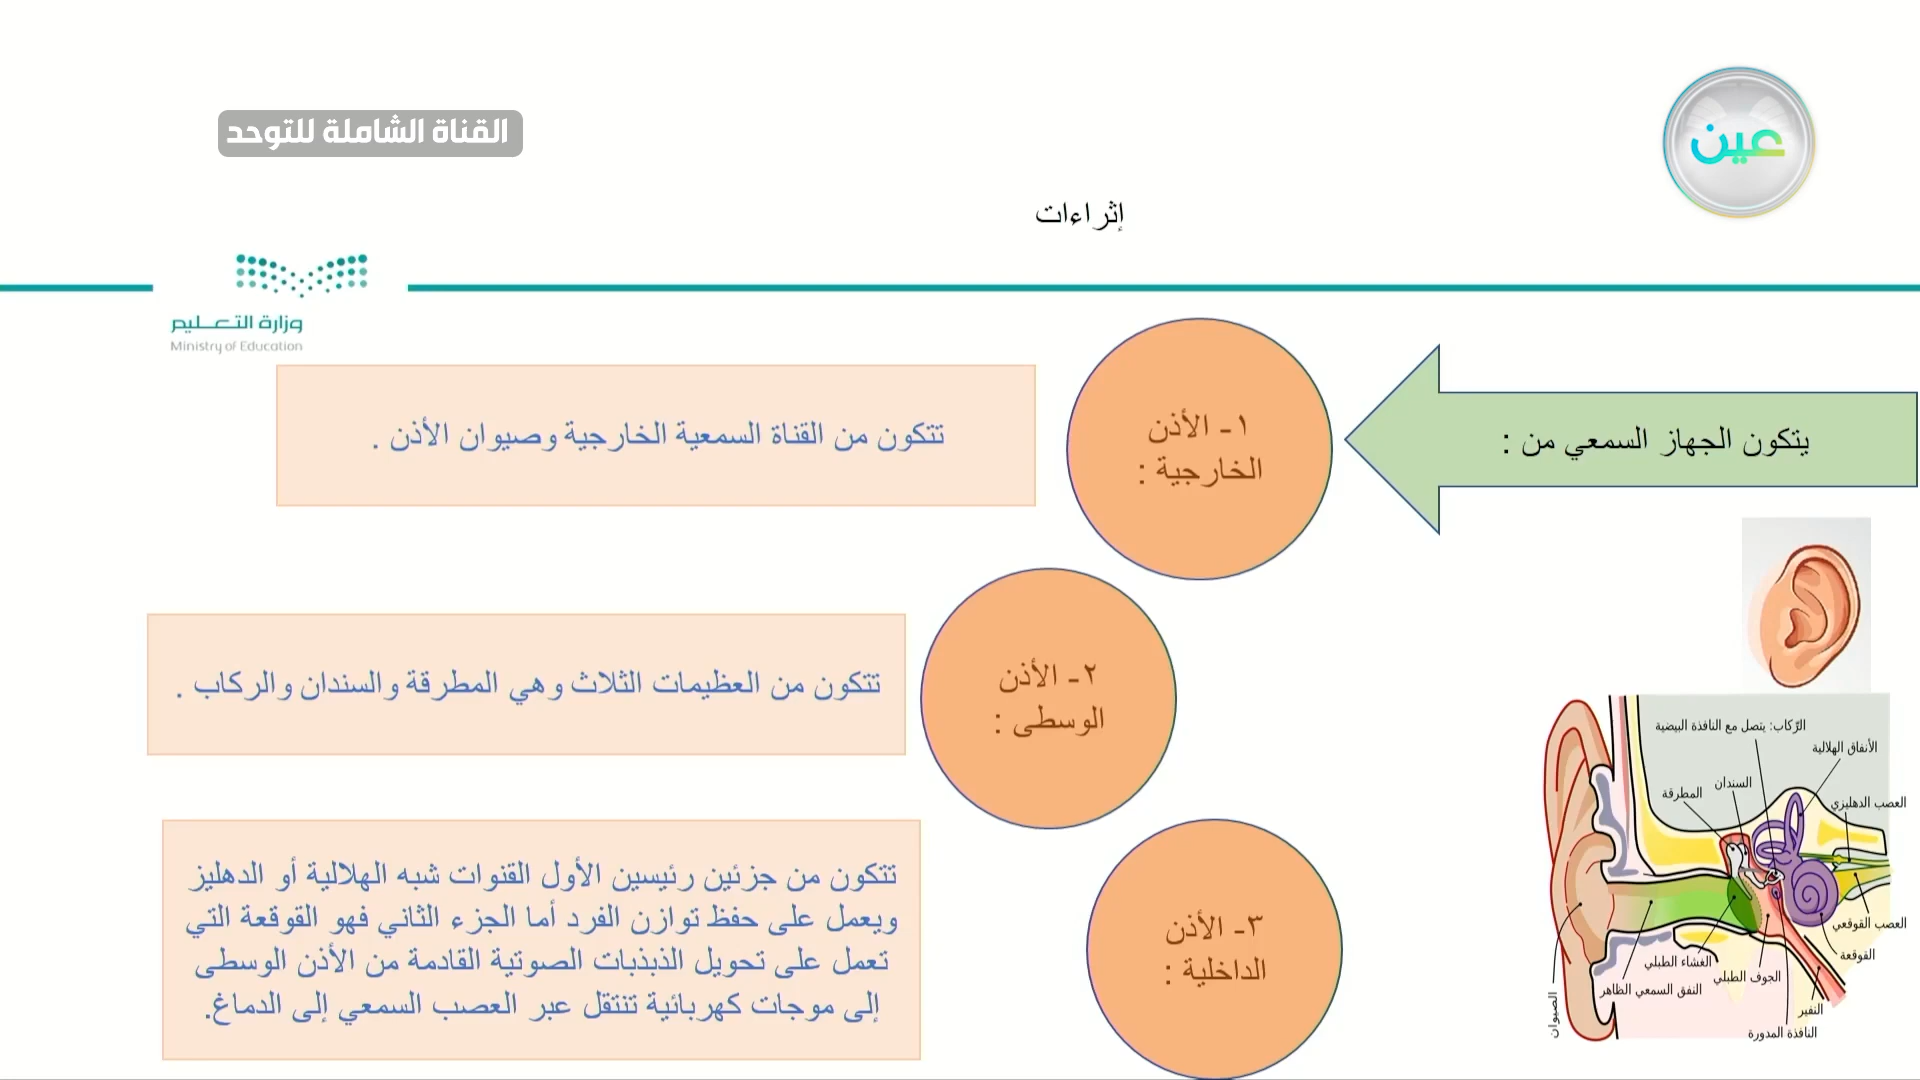 القناة الشاملة للتوحد
عين
إثراءات
وزارة التعليم
Ministry of Education
يتكون الجهاز السمعي من :
١- الأذن
الخارجية :
تتكون من القناة السمعية الخارجية وصيوان الأذن .
٢- الأذن
الوسطى :
تتكون من العظيمات الثلاث وهي المطرقة والسندان والركاب .
٣- الأذن
الداخلية :
تتكون من جزئين رئيسين الأول القنوات شبه الهلالية أو الدهليز
ويعمل على حفظ توازن الفرد أما الجزء الثاني فهو القوقعة التي
تعمل على تحويل الذبذبات الصوتية القادمة من الأذن الوسطى
إلى موجات كهربائية تنتقل عبر العصب السمعي إلى الدماغ.
الرّكاب: يتصل مع النافذة البيضية
الأنفاق الهلالية
السندان
المطرقة
العصب الدهليزي
العصب القوقعي
القوقعة
الغشاء الطبلي
الجوف الطبلي
النفق السمعي الظاهر
النفير
النافذة المدورة
الصيوان